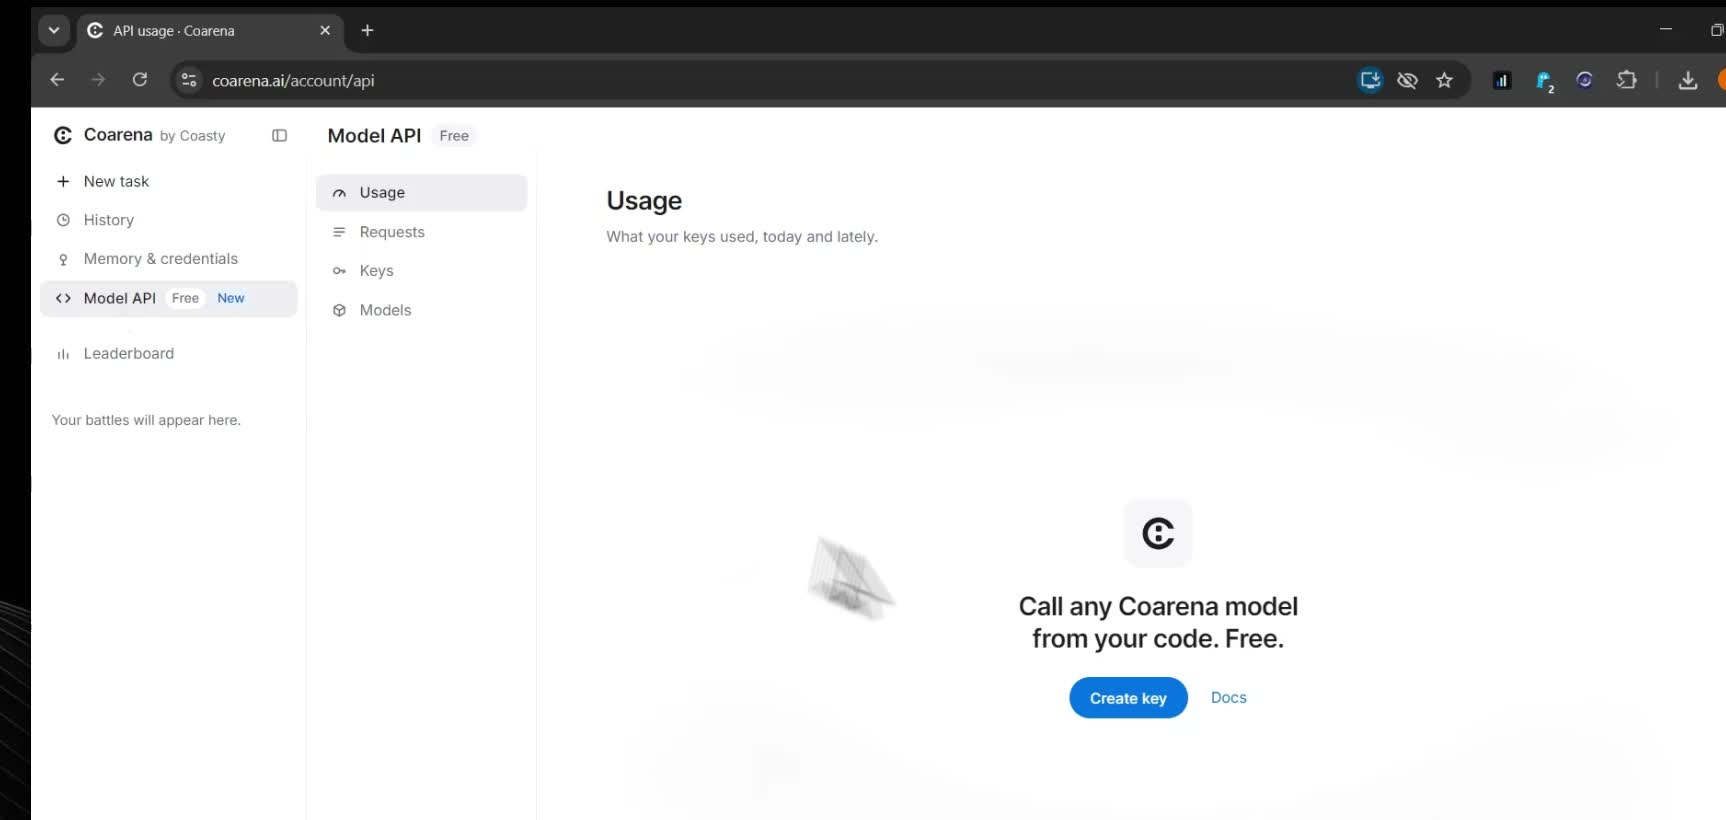 API usage · Coarena
coarena.ai/account/api
2
Coarena by Coasty
New task
History
Memory & credentials
Model API Free New
Leaderboard
Your battles will appear here.
Model API Free
Usage
Requests
Keys
Models
Usage
What your keys used, today and lately.
Call any Coarena model
from your code. Free.
Create key Docs